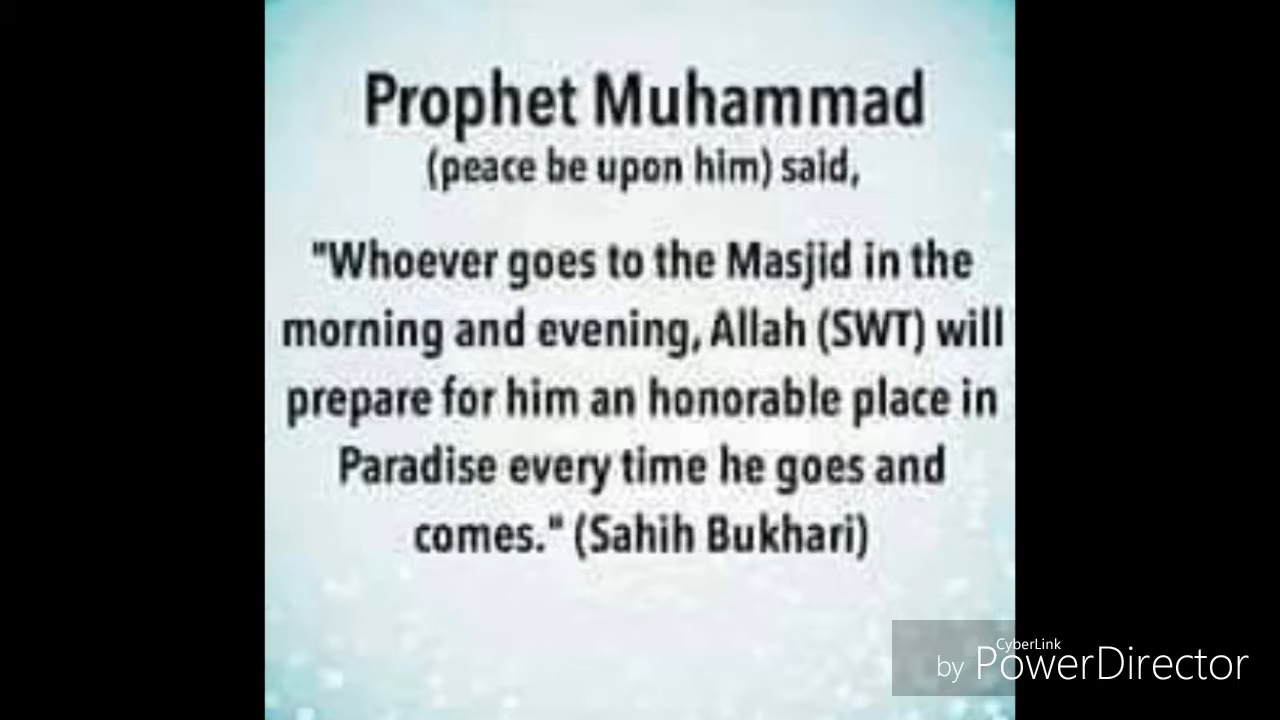 Prophet Muhammad
(peace be upon him) said,
"Whoever goes to the Masjid in the
morning and evening, Allah (SWT) will
prepare for him an honorable place in
Paradise every time he goes and
comes." (Sahih Bukhari)
CyberLink
by PowerDirector